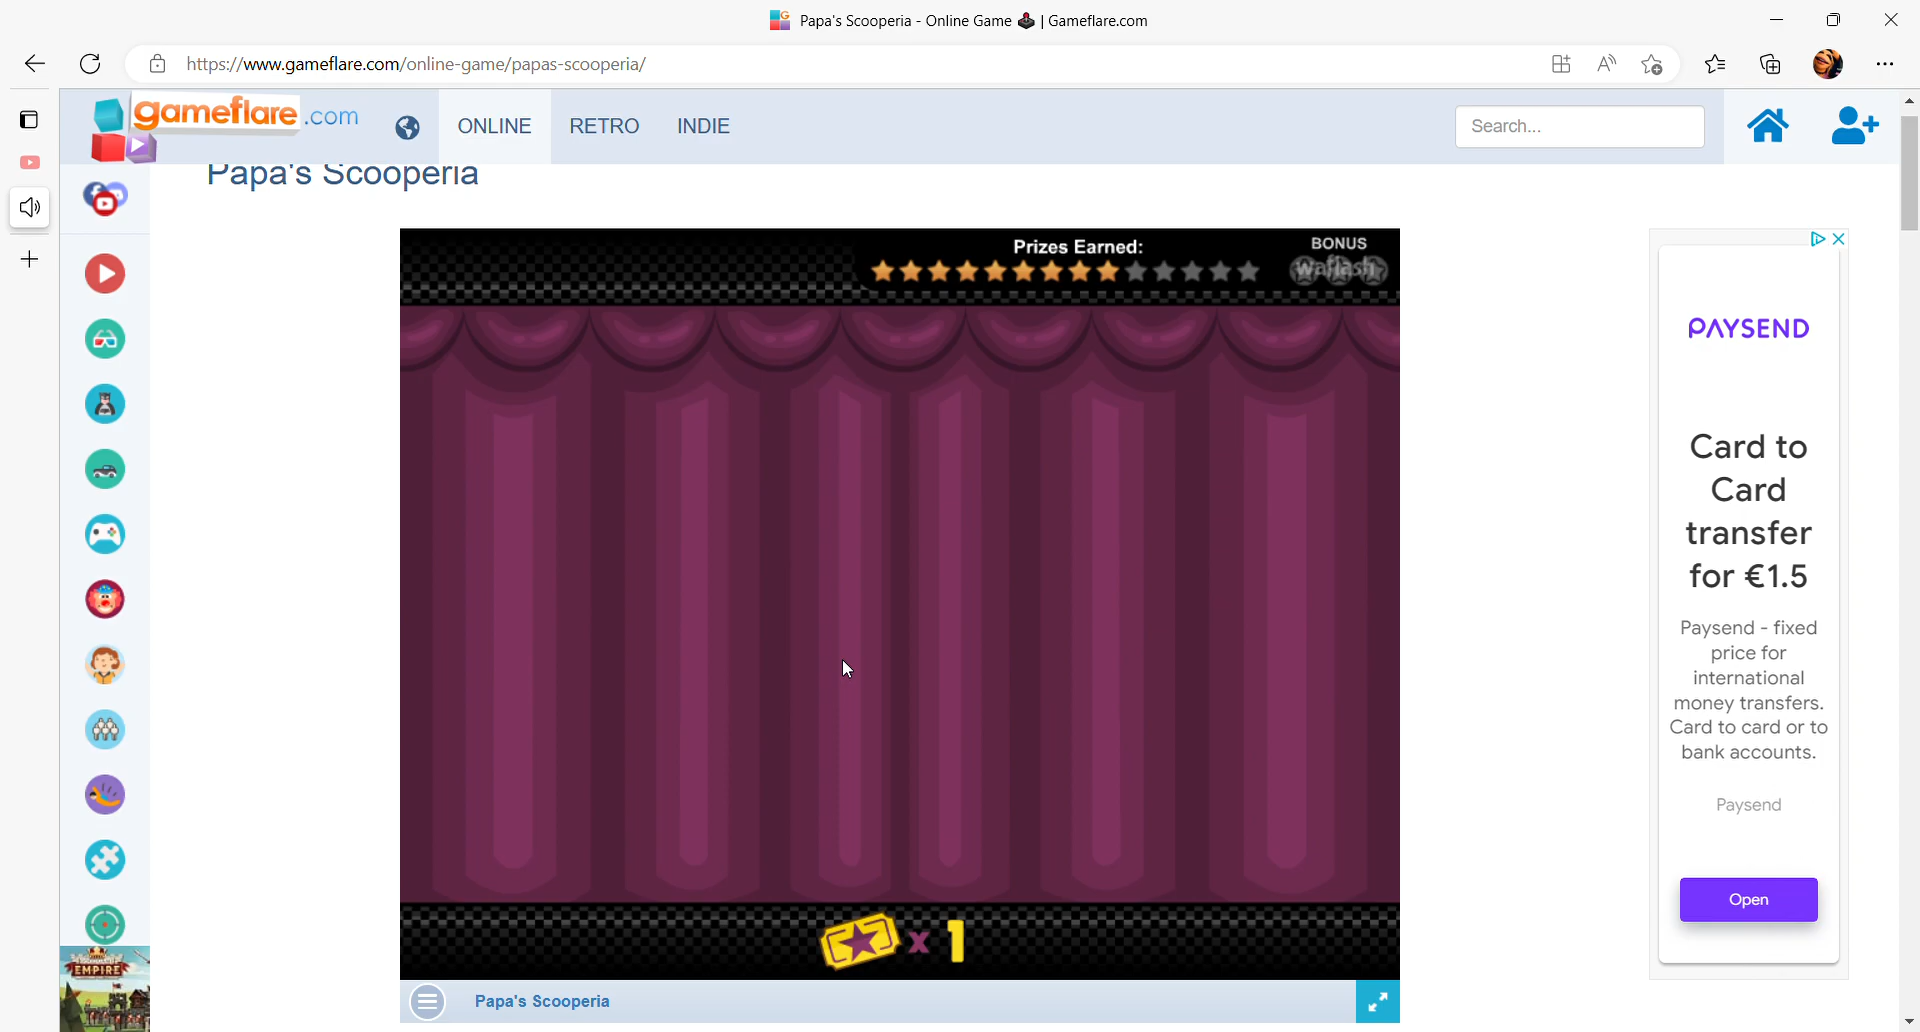 Papa's Scooperia - Online Game 🕹️ | Gameflare.com
https://www.gameflare.com/online-game/papas-scooperia/
gameflare.com
ONLINE
RETRO
INDIE
Search...
Papa's Scooperia
Prizes Earned:
BONUS
waflash
x 1
Papa's Scooperia
PAYSEND
Card to
Card
transfer
for €1.5
Paysend - fixed
price for
international
money transfers.
Card to card or to
bank accounts.
Paysend
Open
EMPIRE